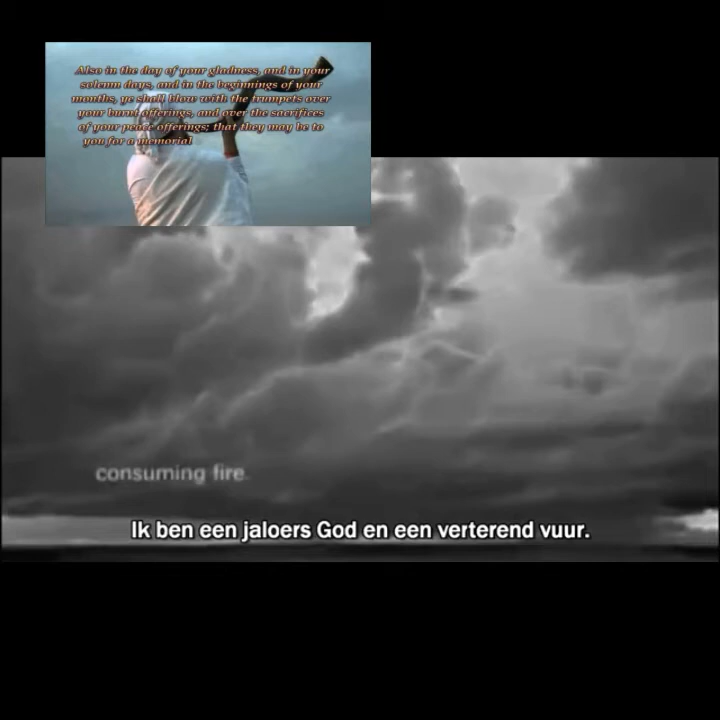 Also in the day of your gladness, and in your
solemn days, and in the beginnings of your
months, ye shall blow with the trumpets over
your burnt offerings, and over the sacrifices
of your peace offerings; that they may be to
you for a memorial
consuming fire.
Ik ben een jaloers God en een verterend vuur.